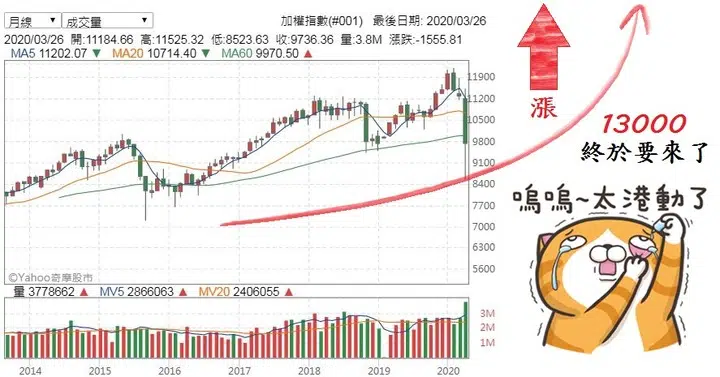 月線 成交量 加權指數(#001) 最後日期: 2020/03/26
2020/03/26 開:11184.66 高:11525.32 低:8523.63 收:9736.36 量:3.8M 漲跌:-1555.81
MA5 11202.07 ▼ MA20 10714.40 ▼ MA60 9970.50 ▲
11900
11200
10500
9800
9100
8400
7700
7000
6300
5600
©Yahoo奇摩股市
量 3778662 ▲ MV5 2866063 ▲ MV20 2406055 ▲
3M
2M
1M
2014 2015 2016 2017 2018 2019 2020
漲
13000
終於要來了
嗚嗚~太港動了